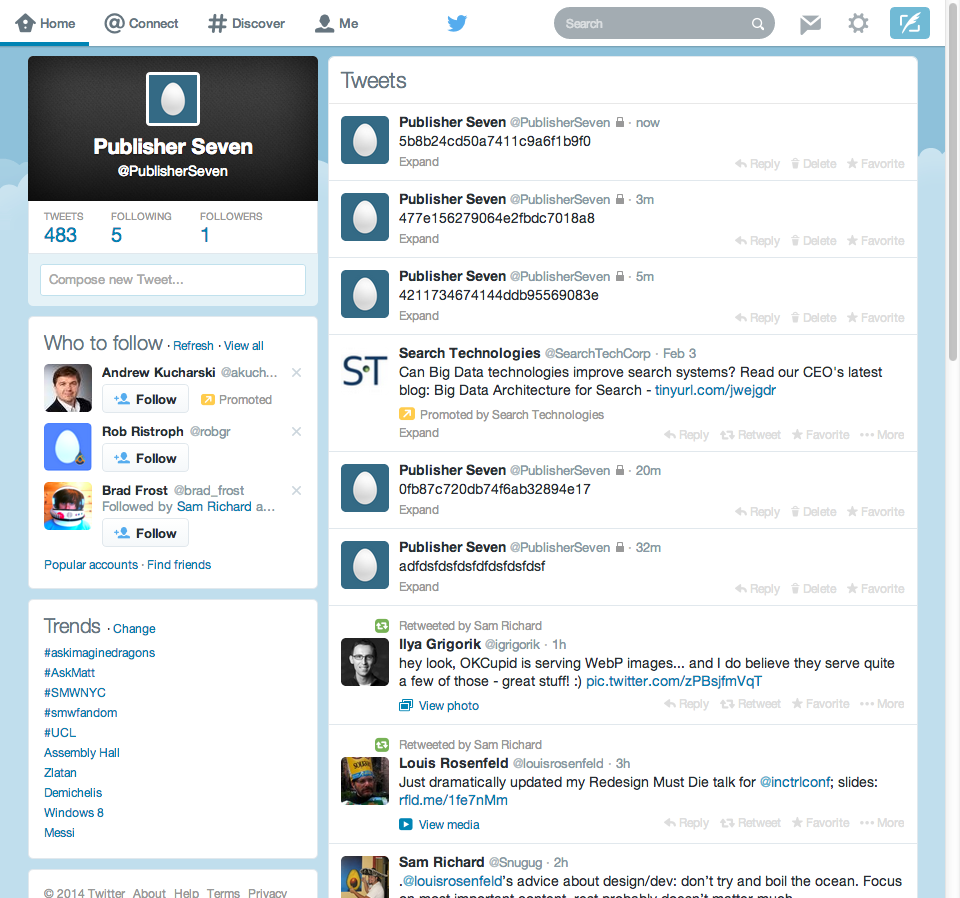 Home
Connect
Discover
Me
Search
Publisher Seven
@PublisherSeven
TWEETS FOLLOWING FOLLOWERS
483 5 1
Compose new Tweet...
Who to follow · Refresh · View all
Andrew Kucharski @akuch...
Follow
Promoted
Rob Ristroph @robgr
Follow
Brad Frost @brad_frost
Followed by Sam Richard a...
Follow
Popular accounts · Find friends
Trends · Change
#askimaginedragons
#AskMatt
#SMWNYC
#smwfandom
#UCL
Assembly Hall
Zlatan
Demichelis
Windows 8
Messi
© 2014 Twitter About Help Terms Privacy
Tweets
Publisher Seven @PublisherSeven · now
5b8b24cd50a7411c9a6f1b9f0
Expand
Reply Delete Favorite
Publisher Seven @PublisherSeven · 3m
477e156279064e2fbdc7018a8
Expand
Reply Delete Favorite
Publisher Seven @PublisherSeven · 5m
4211734674144ddb95569083e
Expand
Reply Delete Favorite
ST
Search Technologies @SearchTechCorp · Feb 3
Can Big Data technologies improve search systems? Read our CEO's latest
blog: Big Data Architecture for Search - tinyurl.com/jwejgdr
Promoted by Search Technologies
Expand
Reply Retweet Favorite More
Publisher Seven @PublisherSeven · 20m
0fb87c720db74f6ab32894e17
Expand
Reply Delete Favorite
Publisher Seven @PublisherSeven · 32m
adfdsfdsfdsfdfdsfdsfdsf
Expand
Reply Delete Favorite
Retweeted by Sam Richard
Ilya Grigorik @igrigorik · 1h
hey look, OKCupid is serving WebP images... and I do believe they serve quite
a few of those - great stuff! :) pic.twitter.com/zPBsjfmVqT
View photo
Reply Retweet Favorite More
Retweeted by Sam Richard
Louis Rosenfeld @louisrosenfeld · 3h
Just dramatically updated my Redesign Must Die talk for @inctrlconf; slides:
rfld.me/1fe7nMm
View media
Reply Retweet Favorite More
Sam Richard @Snugug · 2h
.@louisrosenfeld's advice about design/dev: don't try and boil the ocean. Focus
on most important content, rest probably doesn't matter much